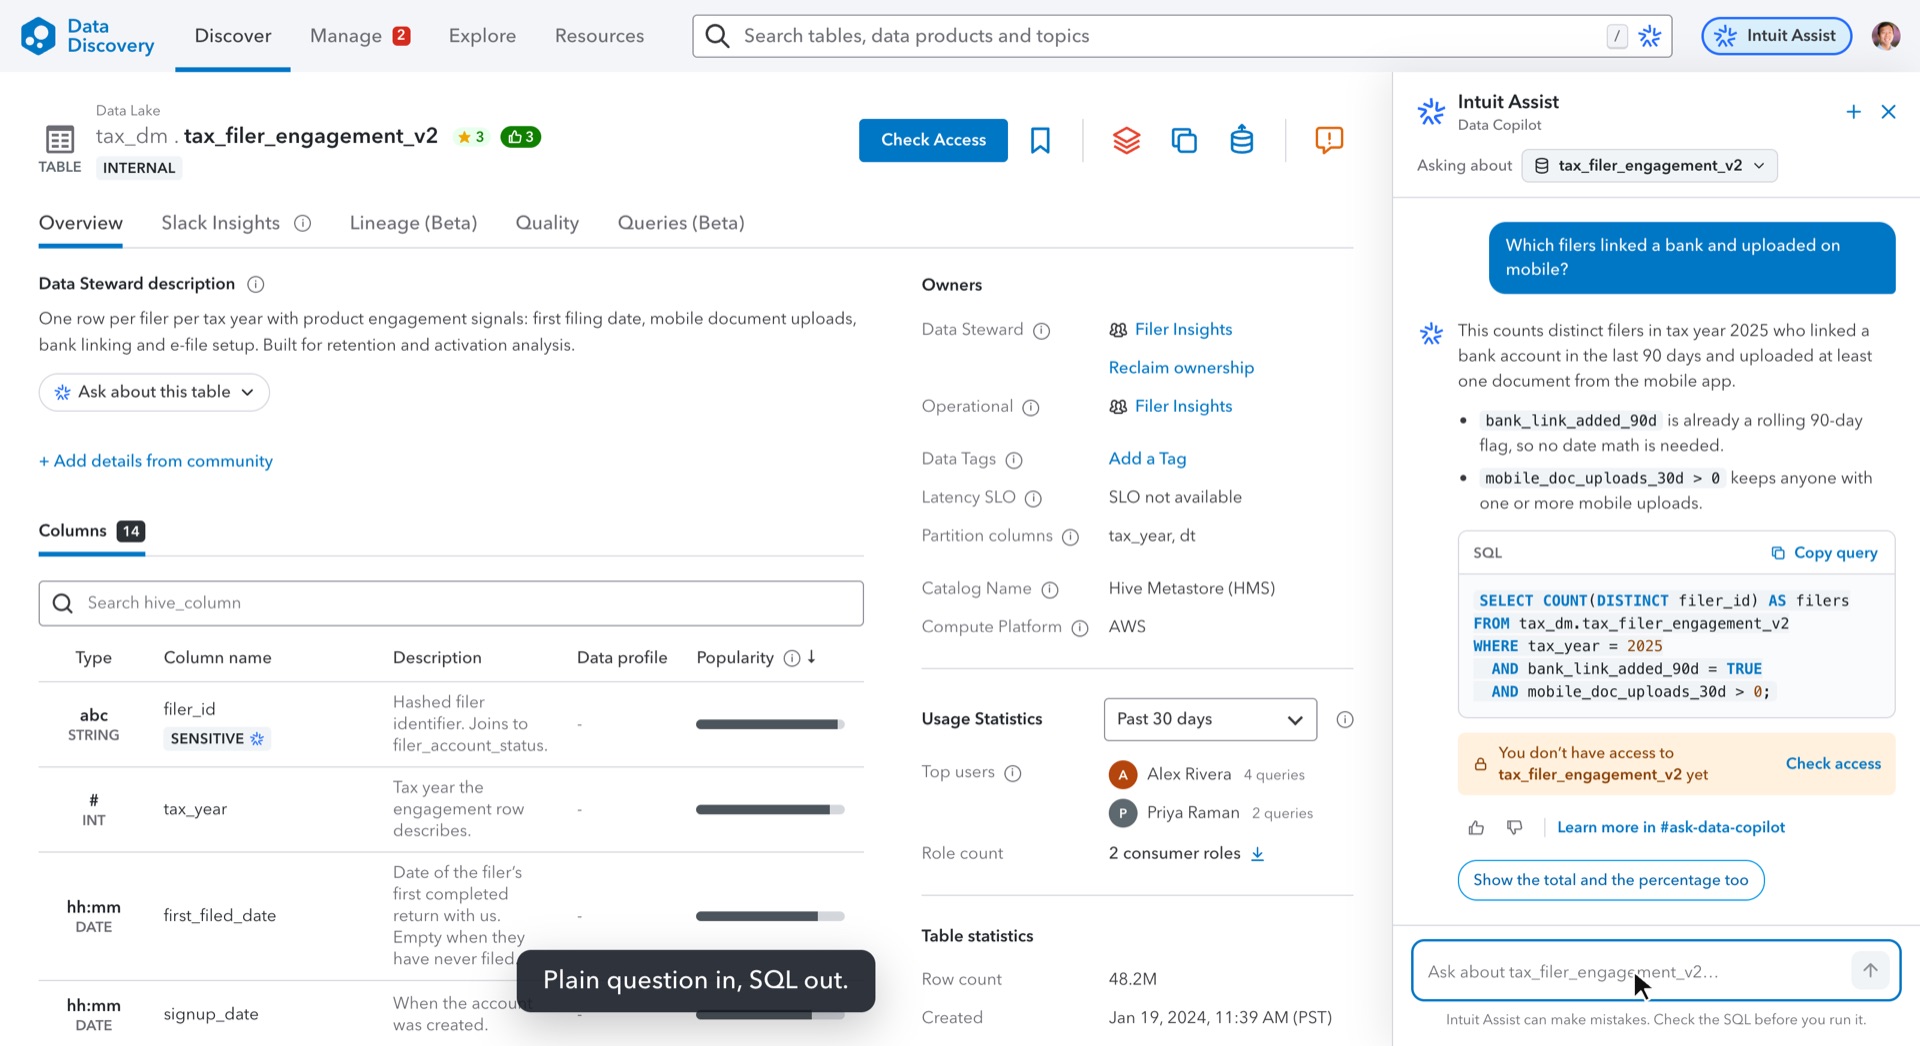 Data Discovery
Discover
Manage 2
Explore
Resources
Search tables, data products and topics
/
Intuit Assist
Data Lake
tax_dm . tax_filer_engagement_v2
3
3
TABLE
INTERNAL
Check Access
Overview
Slack Insights
Lineage (Beta)
Quality
Queries (Beta)
Data Steward description
One row per filer per tax year with product engagement signals: first filing date, mobile document uploads,
bank linking and e-file setup. Built for retention and activation analysis.
Ask about this table
+ Add details from community
Columns 14
Search hive_column
Type
Column name
Description
Data profile
Popularity
abc
STRING
filer_id
SENSITIVE
Hashed filer
identifier. Joins to
filer_account_status.
-
#
INT
tax_year
Tax year the
engagement row
describes.
-
hh:mm
DATE
first_filed_date
Date of the filer's
first completed
return with us.
Empty when they
have never filed
-
hh:mm
DATE
signup_date
When the account
was created.
-
Plain question in, SQL out.
Owners
Data Steward
Filer Insights
Reclaim ownership
Operational
Filer Insights
Data Tags
Add a Tag
Latency SLO
SLO not available
Partition columns
tax_year, dt
Catalog Name
Hive Metastore (HMS)
Compute Platform
AWS
Usage Statistics
Past 30 days
Top users
A
Alex Rivera 4 queries
P
Priya Raman 2 queries
Role count
2 consumer roles
Table statistics
Row count
48.2M
Created
Jan 19, 2024, 11:39 AM (PST)
Intuit Assist
Data Copilot
Asking about
tax_filer_engagement_v2
Which filers linked a bank and uploaded on
mobile?
This counts distinct filers in tax year 2025 who linked a
bank account in the last 90 days and uploaded at least
one document from the mobile app.
• bank_link_added_90d is already a rolling 90-day
flag, so no date math is needed.
• mobile_doc_uploads_30d > 0 keeps anyone with
one or more mobile uploads.
SQL
Copy query
SELECT COUNT(DISTINCT filer_id) AS filers
FROM tax_dm.tax_filer_engagement_v2
WHERE tax_year = 2025
AND bank_link_added_90d = TRUE
AND mobile_doc_uploads_30d > 0;
You don't have access to
tax_filer_engagement_v2 yet
Check access
Learn more in #ask-data-copilot
Show the total and the percentage too
Ask about tax_filer_engagement_v2…
Intuit Assist can make mistakes. Check the SQL before you run it.